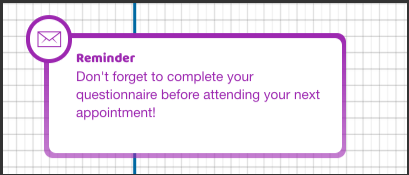 Reminder
Don't forget to complete your
questionnaire before attending your next
appointment!